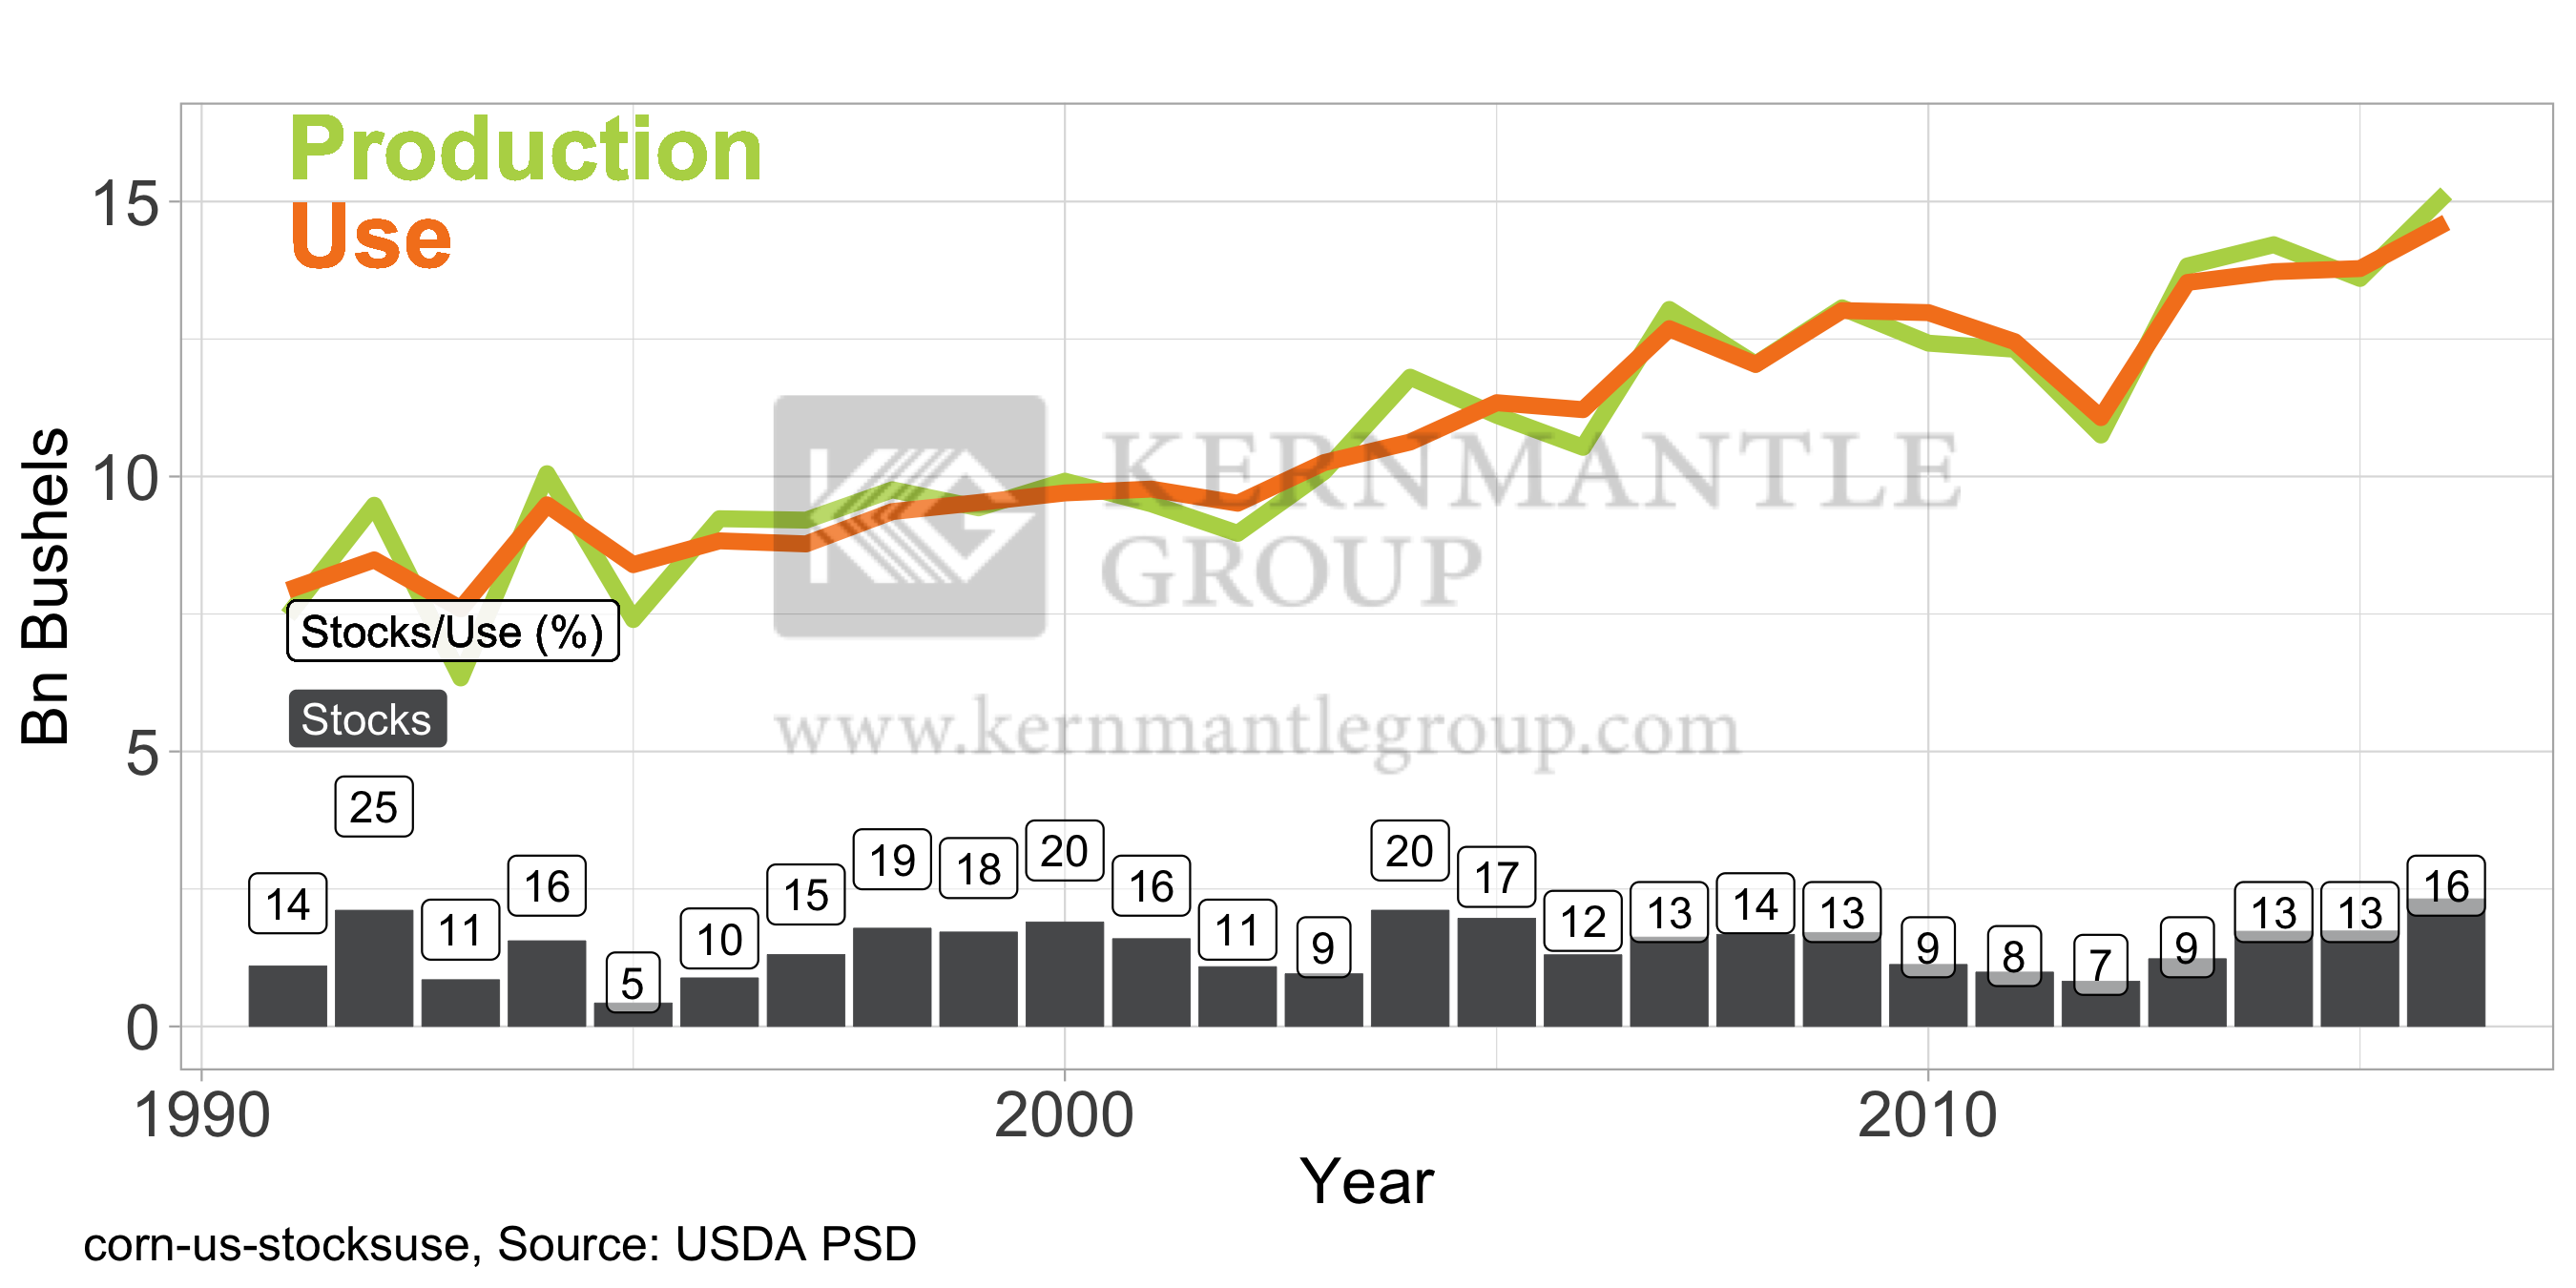 Production
Use
Stocks/Use (%)
Stocks
Bn Bushels
15
10
5
0
KERNMANTLE
GROUP
www.kernmantlegroup.com
14 25 11 16 5 10 15 19 18 20 16 11 9 20 17 12 13 14 13 9 8 7 9 13 13 16
1990 2000 2010
Year
corn-us-stocksuse, Source: USDA PSD